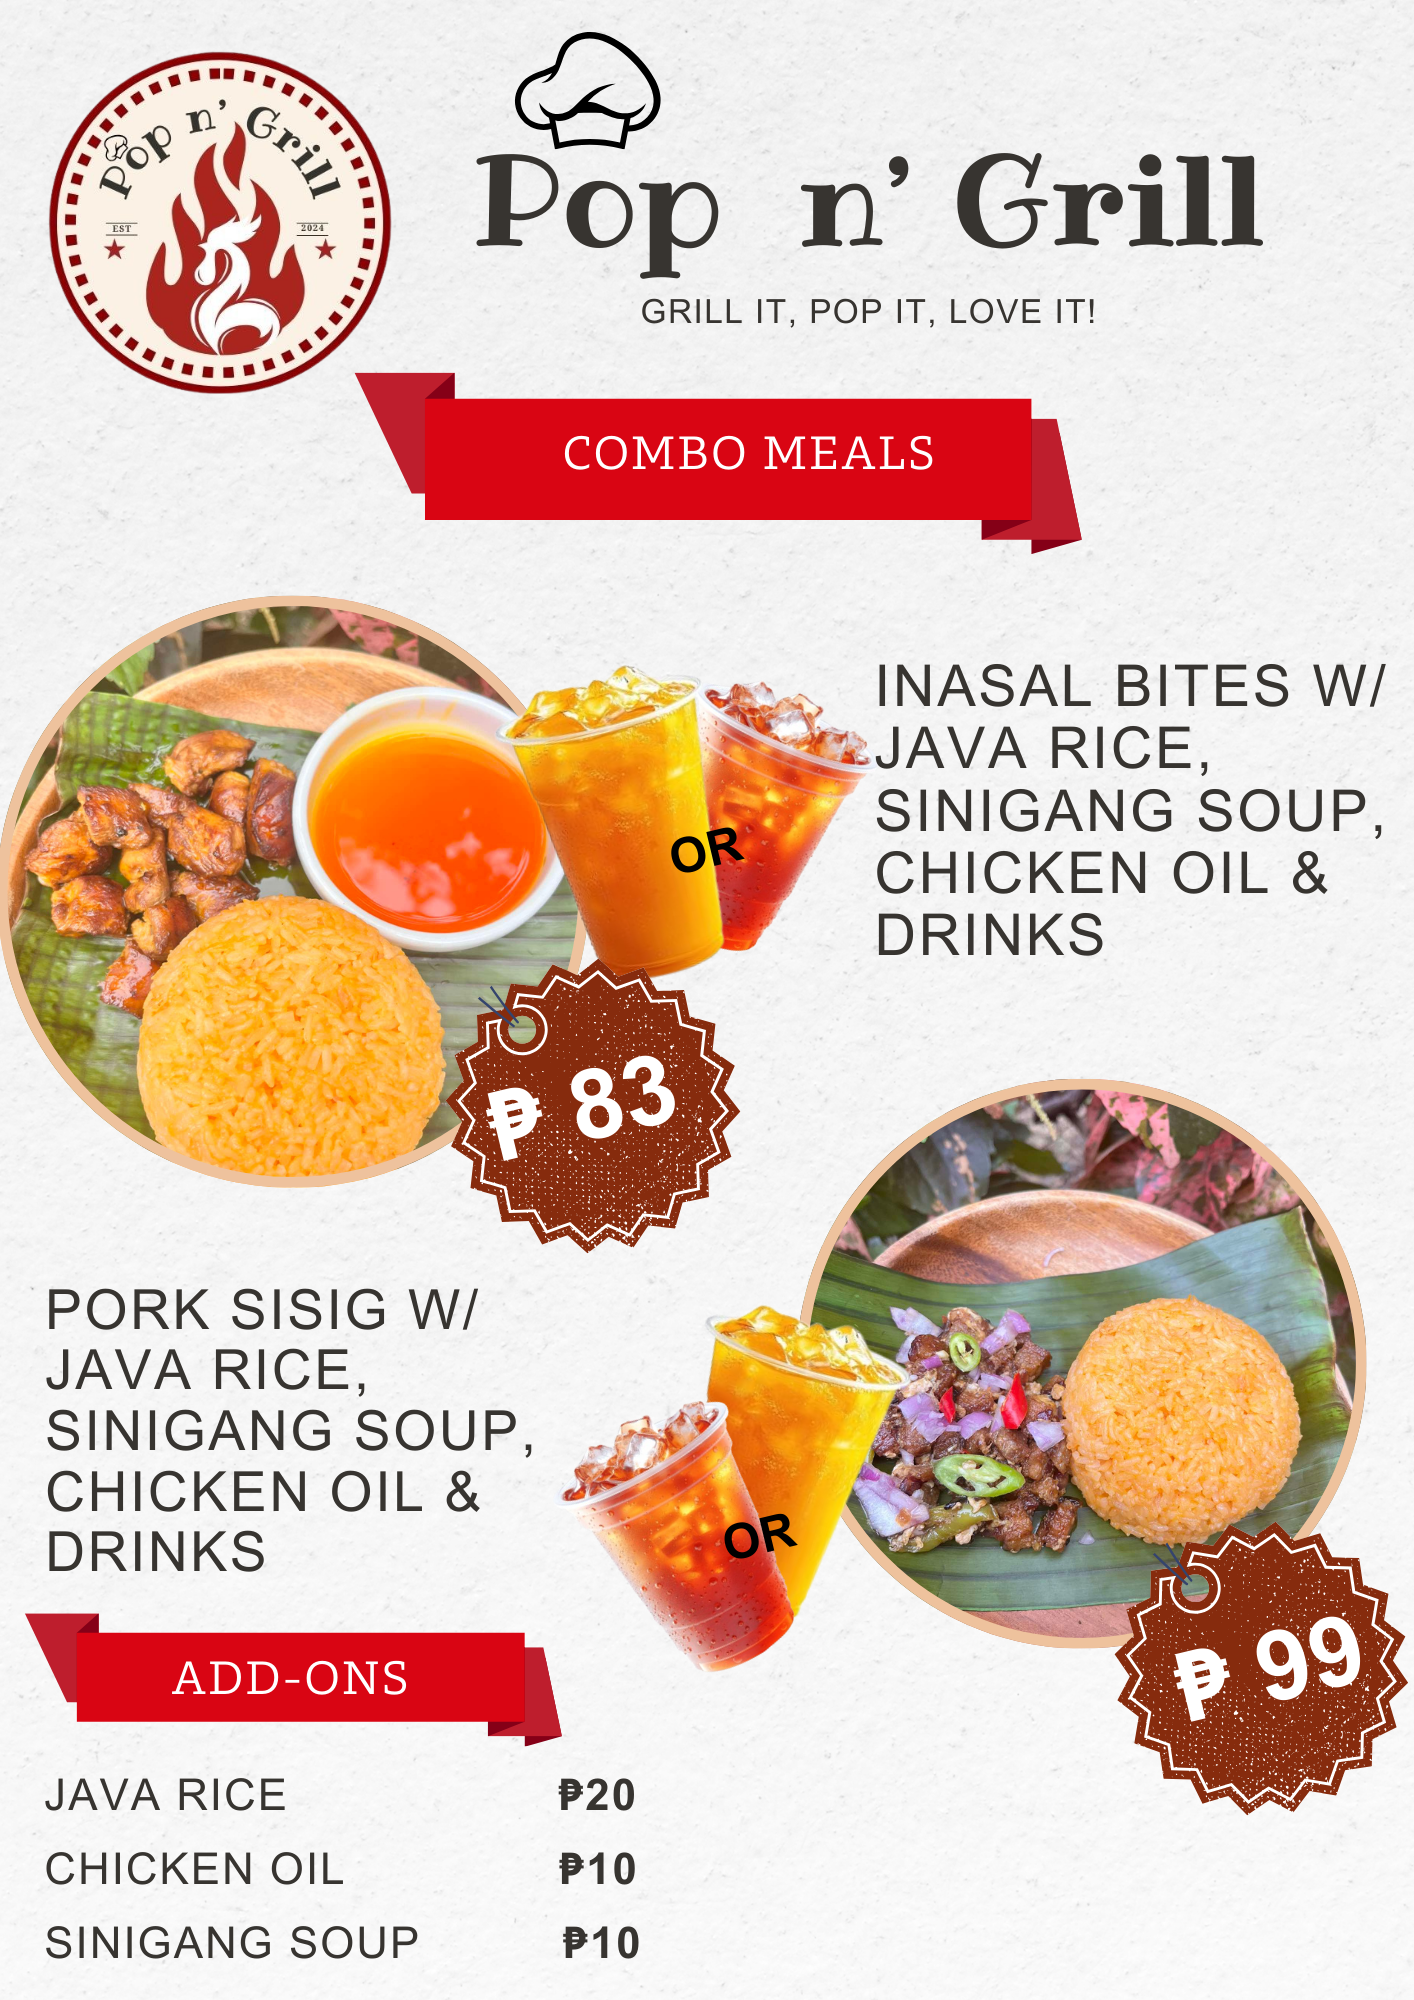 Pop n' Grill
EST
2024
Pop n' Grill
GRILL IT, POP IT, LOVE IT!
COMBO MEALS
INASAL BITES W/
JAVA RICE,
SINIGANG SOUP,
CHICKEN OIL &
DRINKS
OR
₱ 83
PORK SISIG W/
JAVA RICE,
SINIGANG SOUP,
CHICKEN OIL &
DRINKS
OR
₱ 99
ADD-ONS
JAVA RICE ₱20
CHICKEN OIL ₱10
SINIGANG SOUP ₱10